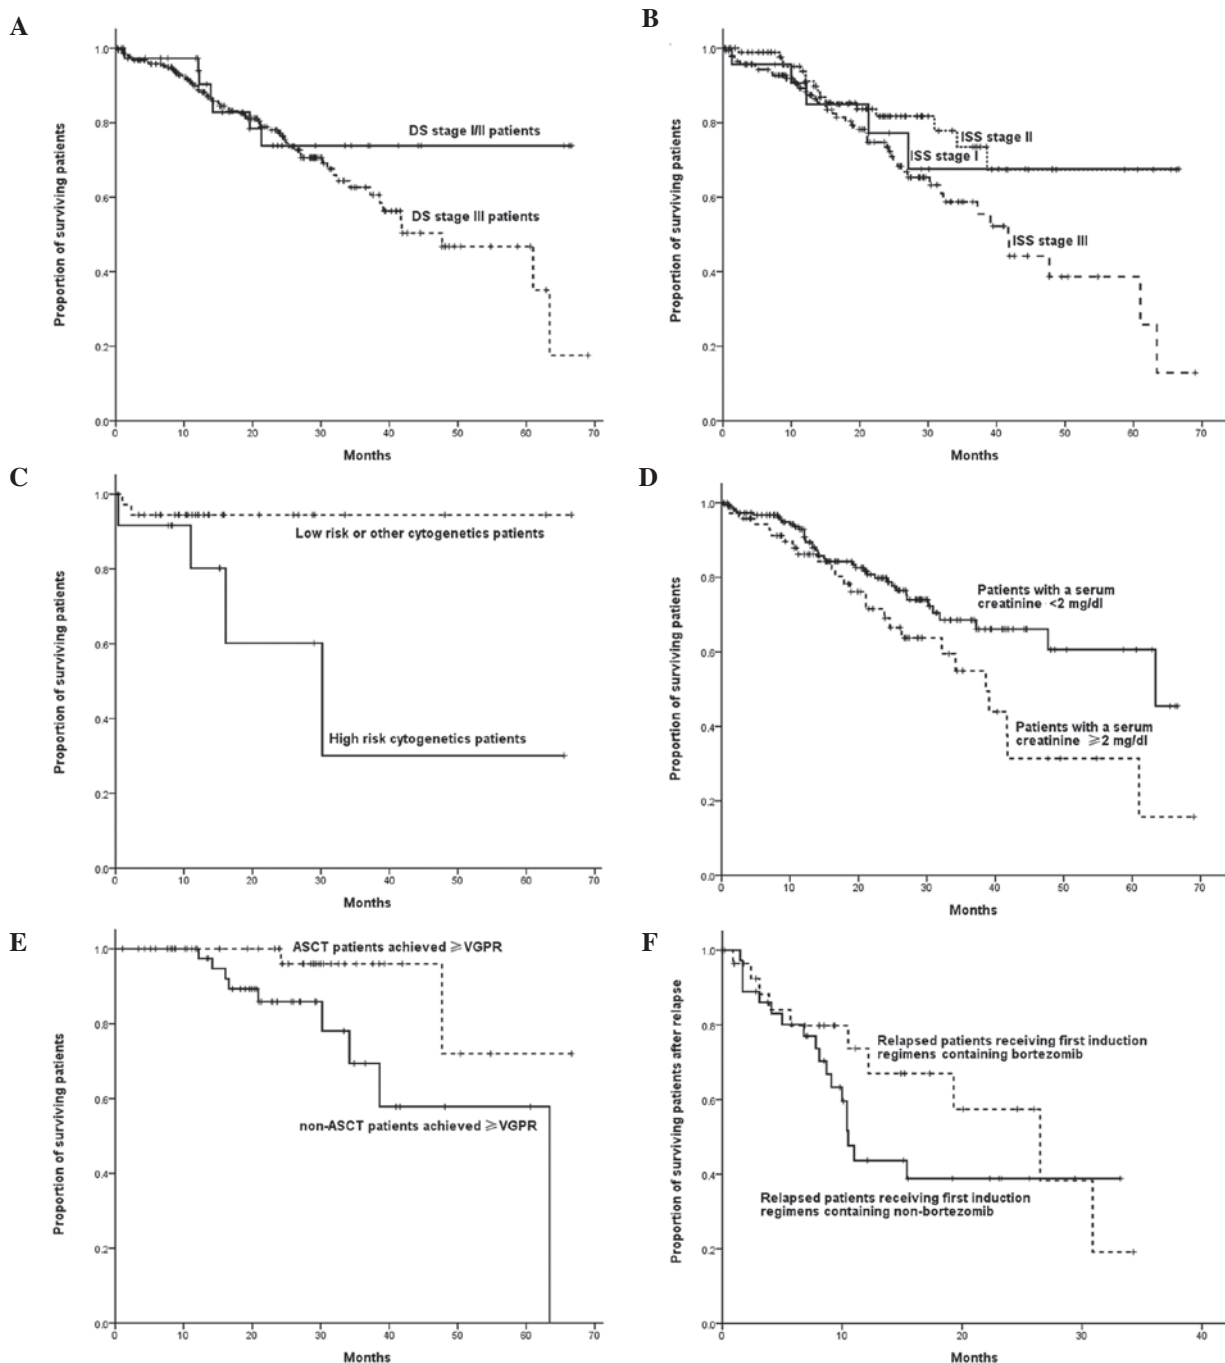 A
Proportion of surviving patients
1.0
0.8
0.6
0.4
0.2
0.0
DS stage I/II patients
DS stage III patients
0 10 20 30 40 50 60 70
Months
B
Proportion of surviving patients
1.0
0.8
0.6
0.4
0.2
0.0
ISS stage II
ISS stage I
ISS stage III
0 10 20 30 40 50 60 70
Months
C
Proportion of surviving patients
1.0
0.8
0.6
0.4
0.2
0.0
Low risk or other cytogenetics patients
High risk cytogenetics patients
0 10 20 30 40 50 60 70
Months
D
Proportion of surviving patients
1.0
0.8
0.6
0.4
0.2
0.0
Patients with a serum
creatinine <2 mg/dl
Patients with a serum
creatinine ≥2 mg/dl
0 10 20 30 40 50 60 70
Months
E
Proportion of surviving patients
1.0
0.8
0.6
0.4
0.2
0.0
ASCT patients achieved ≥VGPR
non-ASCT patients achieved ≥VGPR
0 10 20 30 40 50 60 70
Months
F
Proportion of surviving patients after relapse
1.0
0.8
0.6
0.4
0.2
0.0
Relapsed patients receiving first induction
regimens containing bortezomib
Relapsed patients receiving first induction
regimens containing non-bortezomib
0 10 20 30 40
Months